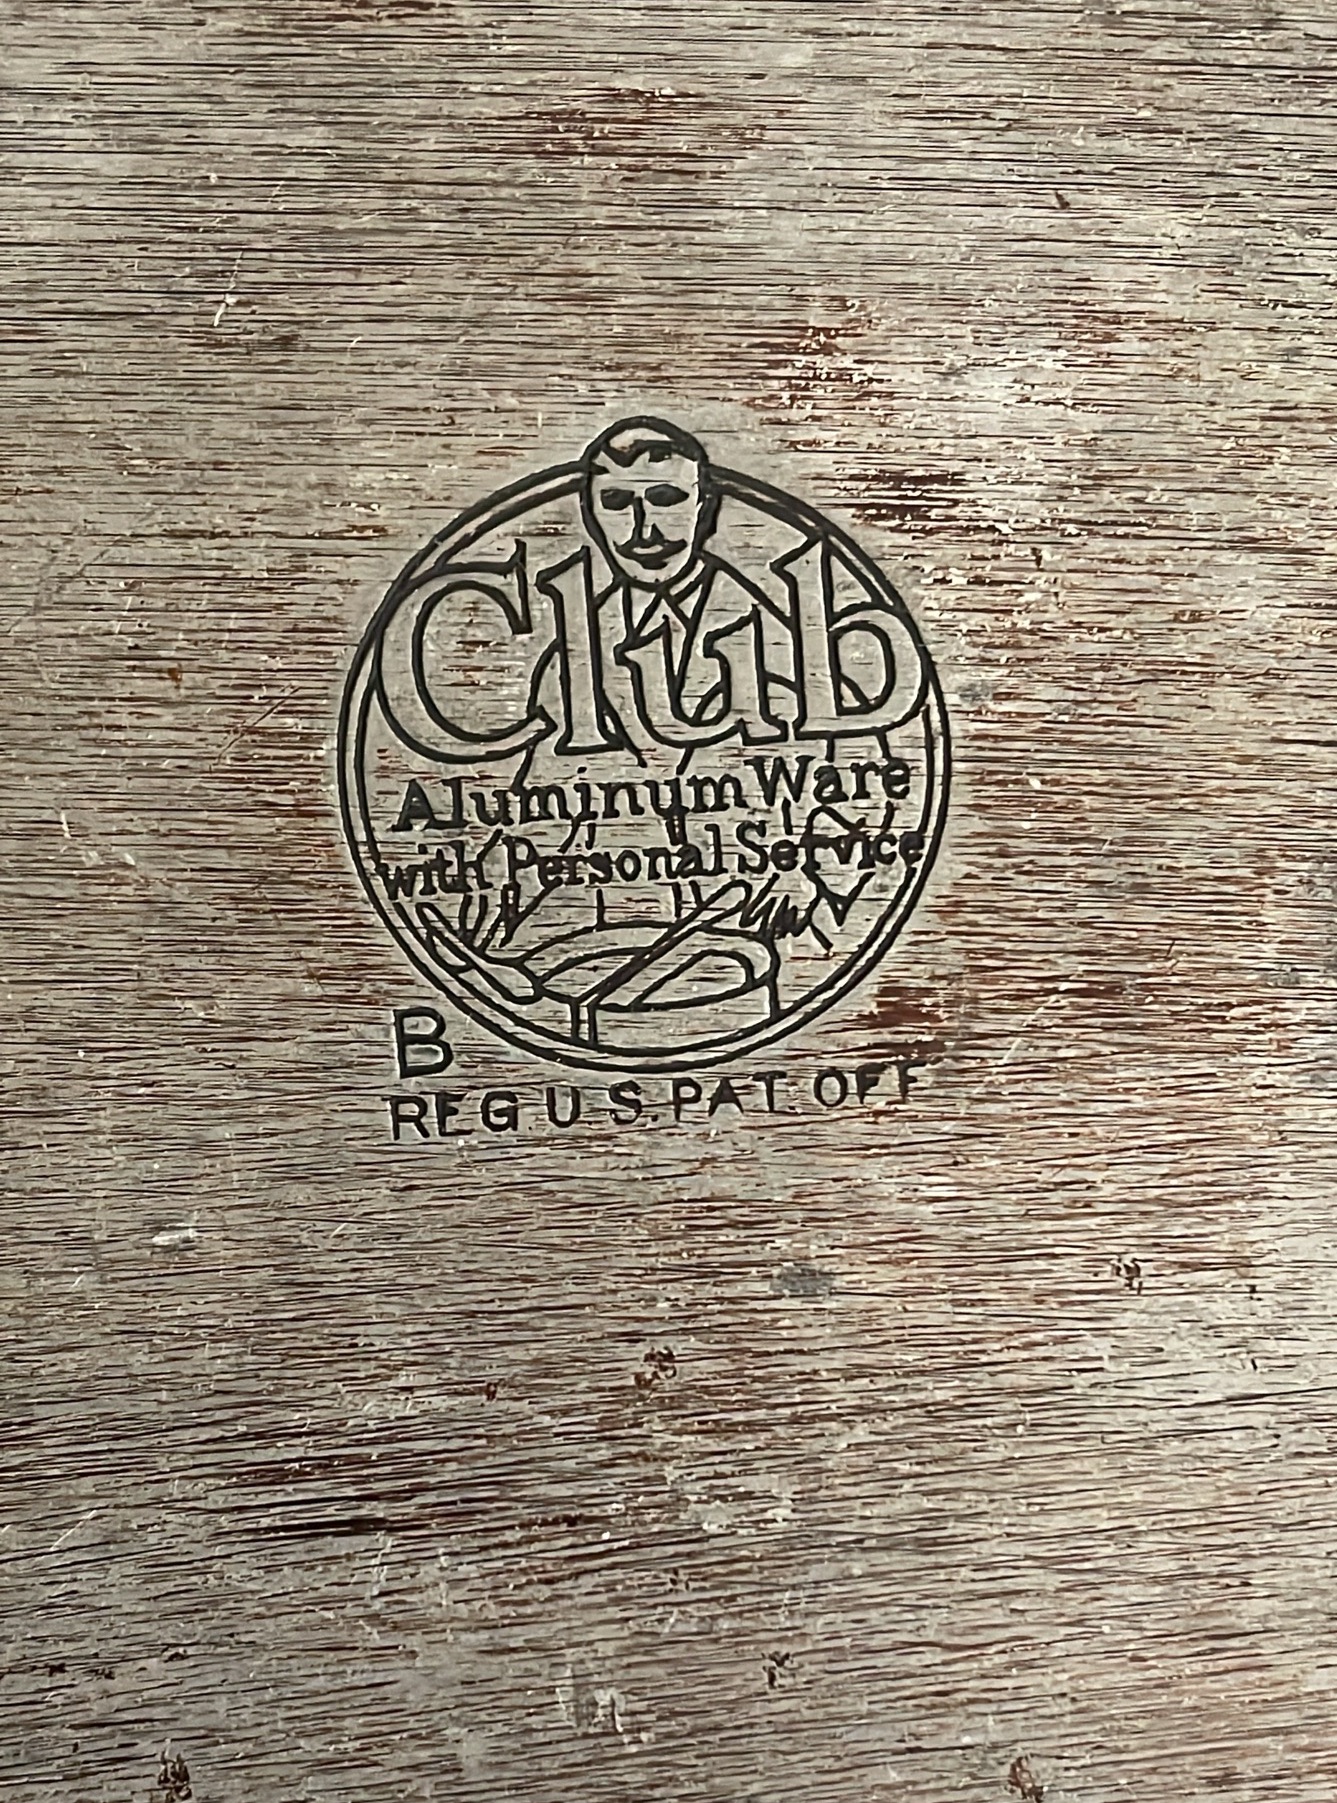 Club
Aluminum Ware
with Personal Service
B
REG U.S. PAT. OFF